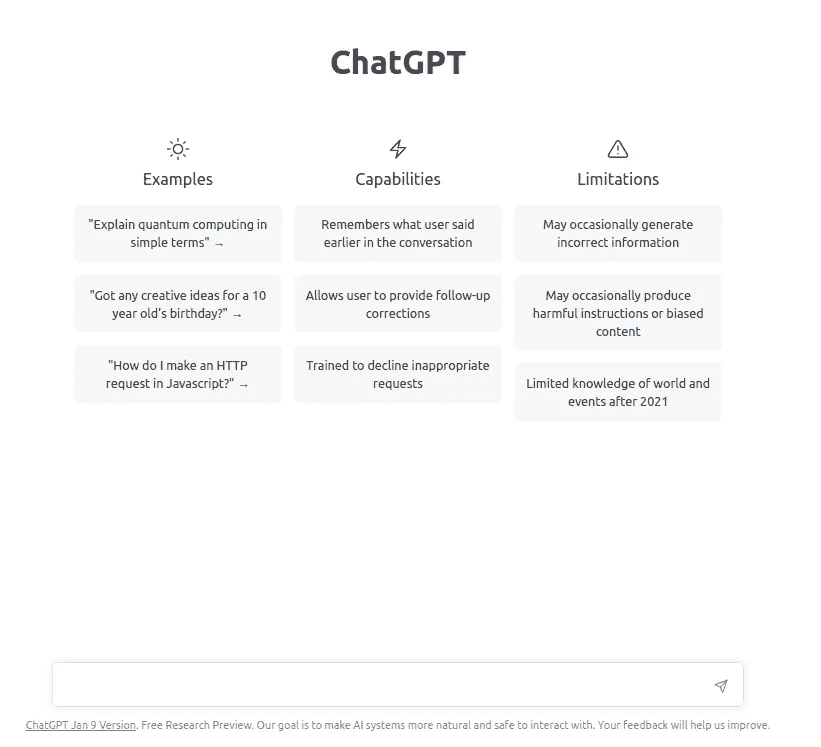 ChatGPT
Examples
"Explain quantum computing in
simple terms" →
"Got any creative ideas for a 10
year old's birthday?" →
"How do I make an HTTP
request in Javascript?" →
Capabilities
Remembers what user said
earlier in the conversation
Allows user to provide follow-up
corrections
Trained to decline inappropriate
requests
Limitations
May occasionally generate
incorrect information
May occasionally produce
harmful instructions or biased
content
Limited knowledge of world and
events after 2021
ChatGPT Jan 9 Version. Free Research Preview. Our goal is to make AI systems more natural and safe to interact with. Your feedback will help us improve.